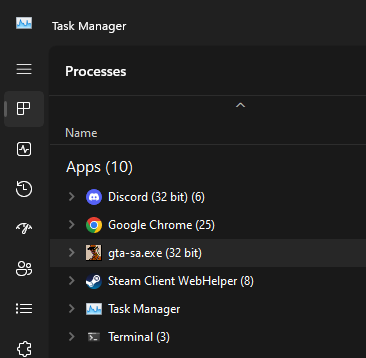 Task Manager
Processes
Name
Apps (10)
Discord (32 bit) (6)
Google Chrome (25)
gta-sa.exe (32 bit)
Steam Client WebHelper (8)
Task Manager
Terminal (3)